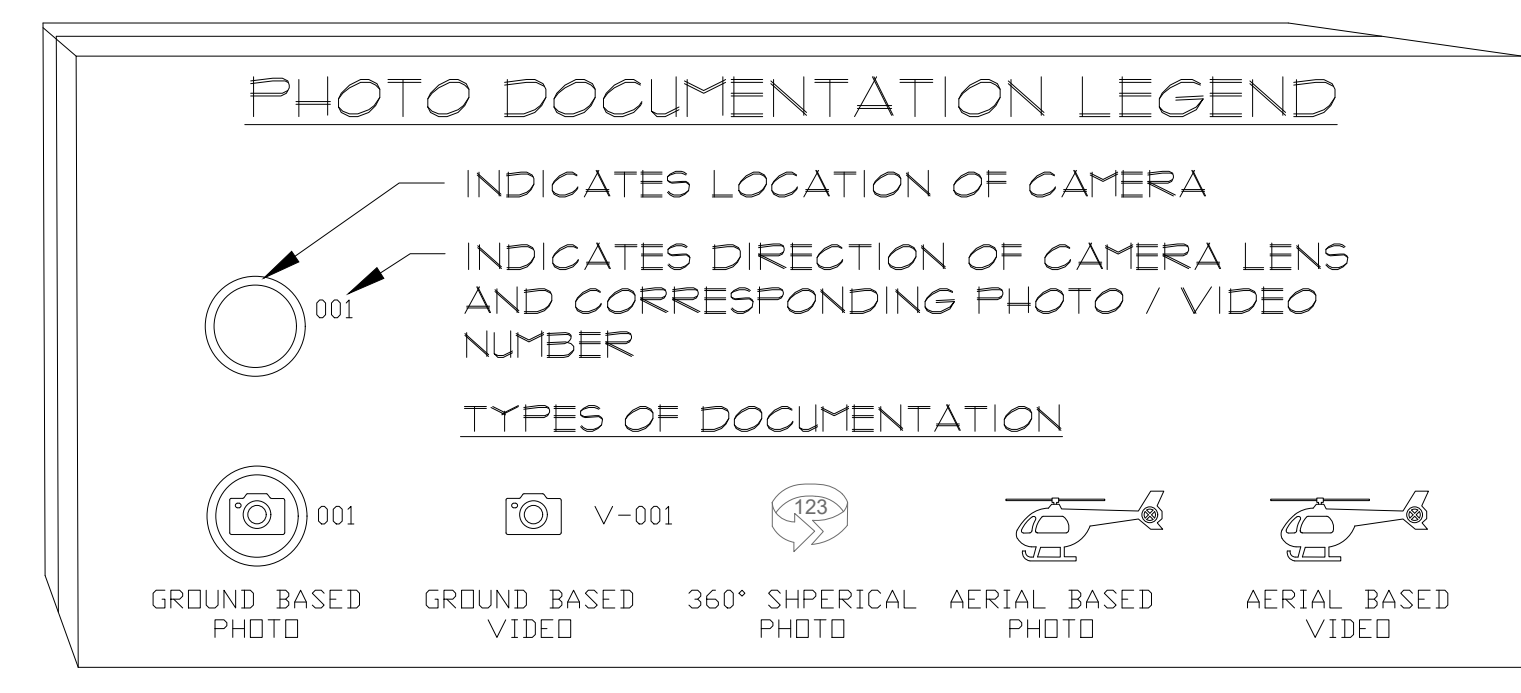 PHOTO DOCUMENTATION LEGEND
INDICATES LOCATION OF CAMERA
001
INDICATES DIRECTION OF CAMERA LENS
AND CORRESPONDING PHOTO / VIDEO
NUMBER
TYPES OF DOCUMENTATION
001
V-001
123
GROUND BASED
PHOTO
GROUND BASED
VIDEO
360° SHPERICAL
PHOTO
AERIAL BASED
PHOTO
AERIAL BASED
VIDEO